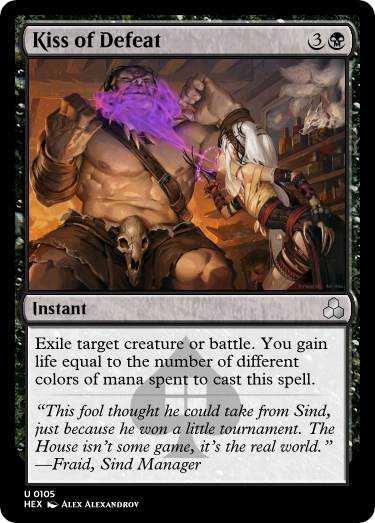 Kiss of Defeat 3
Instant
Exile target creature or battle. You gain
life equal to the number of different
colors of mana spent to cast this spell.
“This fool thought he could take from Sind,
just because he won a little tournament. The
House isn’t some game, it’s the real world.”
—Fraid, Sind Manager
U 0105
HEX ALEX ALEXANDROV